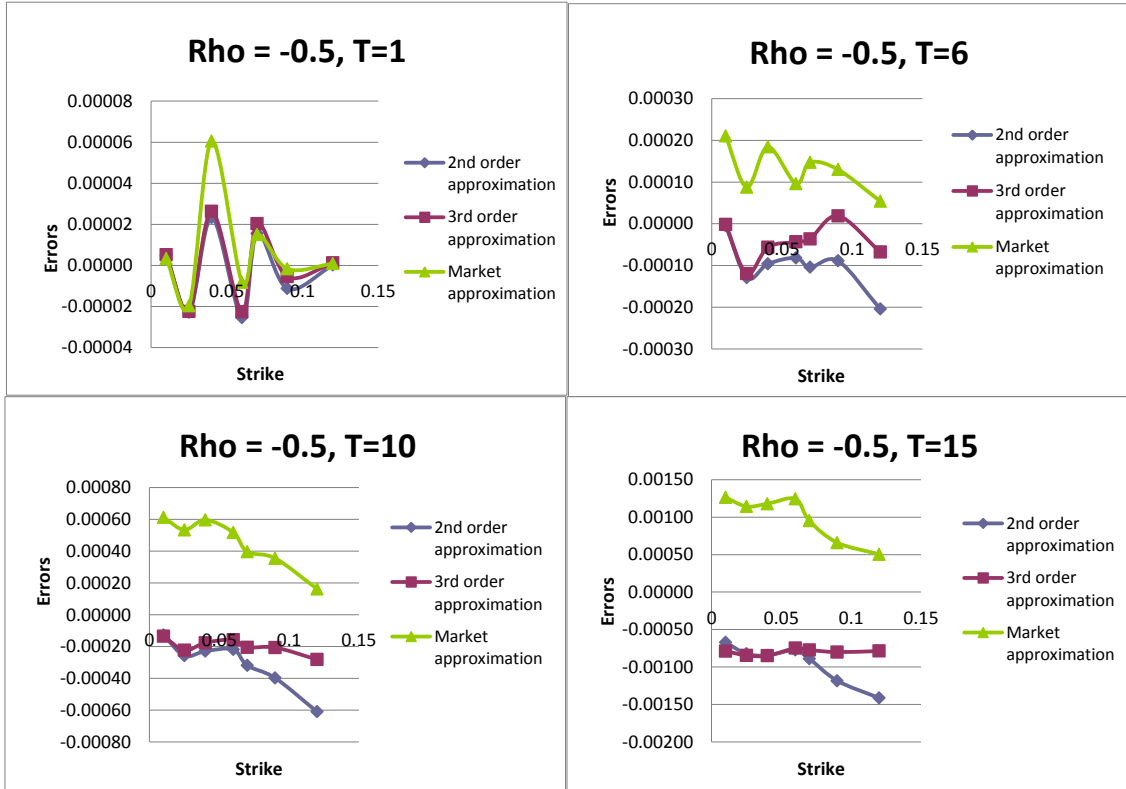 Rho = -0.5, T=1
0.00008
0.00006
0.00004
0.00002
0.00000
-0.00002
-0.00004
0
0.05
0.1
0.15
Errors
Strike
2nd order
approximation
3rd order
approximation
Market
approximation
Rho = -0.5, T=6
0.00030
0.00020
0.00010
0.00000
-0.00010
-0.00020
-0.00030
0
0.05
0.1
0.15
Errors
Strike
2nd order
approximation
3rd order
approximation
Market
approximation
Rho = -0.5, T=10
0.00080
0.00060
0.00040
0.00020
0.00000
-0.00020
-0.00040
-0.00060
-0.00080
0
0.05
0.1
0.15
Errors
Strike
2nd order
approximation
3rd order
approximation
Market
approximation
Rho = -0.5, T=15
0.00150
0.00100
0.00050
0.00000
-0.00050
-0.00100
-0.00150
-0.00200
0
0.05
0.1
0.15
Errors
Strike
2nd order
approximation
3rd order
approximation
Market
approximation